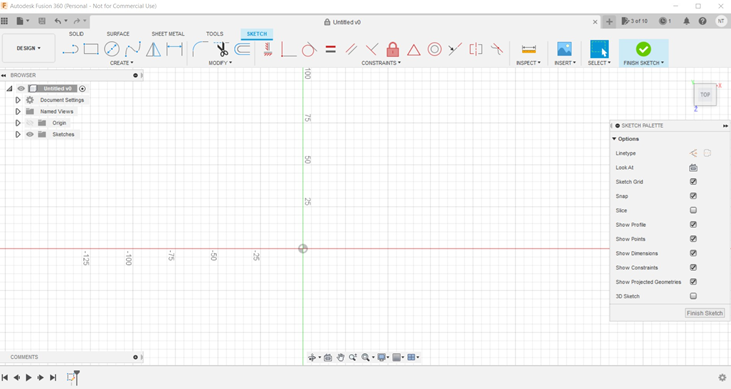 Autodesk Fusion 360 (Personal - Not for Commercial Use)
Untitled v0
3 of 10
1
NT
DESIGN
SOLID SURFACE SHEET METAL TOOLS SKETCH
CREATE MODIFY CONSTRAINTS INSPECT INSERT SELECT FINISH SKETCH
BROWSER
Untitled v0
Document Settings
Named Views
Origin
Sketches
100
75
50
25
-125 -100 -75 -50 -25
TOP
X
Z
SKETCH PALETTE
Options
Linetype
Look At
Sketch Grid
Snap
Slice
Show Profile
Show Points
Show Dimensions
Show Constraints
Show Projected Geometries
3D Sketch
Finish Sketch
COMMENTS